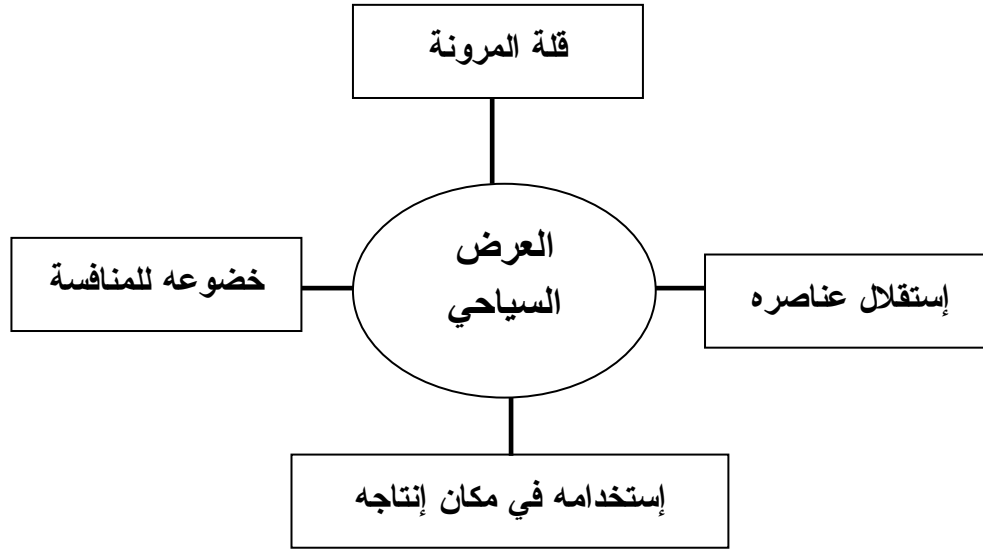 قلة المرونة
العرض
السياحي
إستقلال عناصره
خضوعه للمنافسة
إستخدامه في مكان إنتاجه